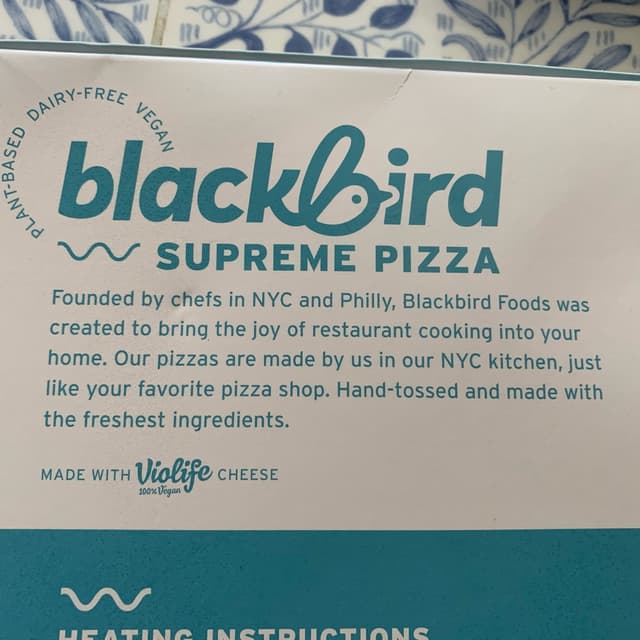 PLANT-BASED DAIRY-FREE VEGAN
blackbird
SUPREME PIZZA
Founded by chefs in NYC and Philly, Blackbird Foods was
created to bring the joy of restaurant cooking into your
home. Our pizzas are made by us in our NYC kitchen, just
like your favorite pizza shop. Hand-tossed and made with
the freshest ingredients.
MADE WITH Violife CHEESE
100% Vegan
HEATING INSTRUCTIONS